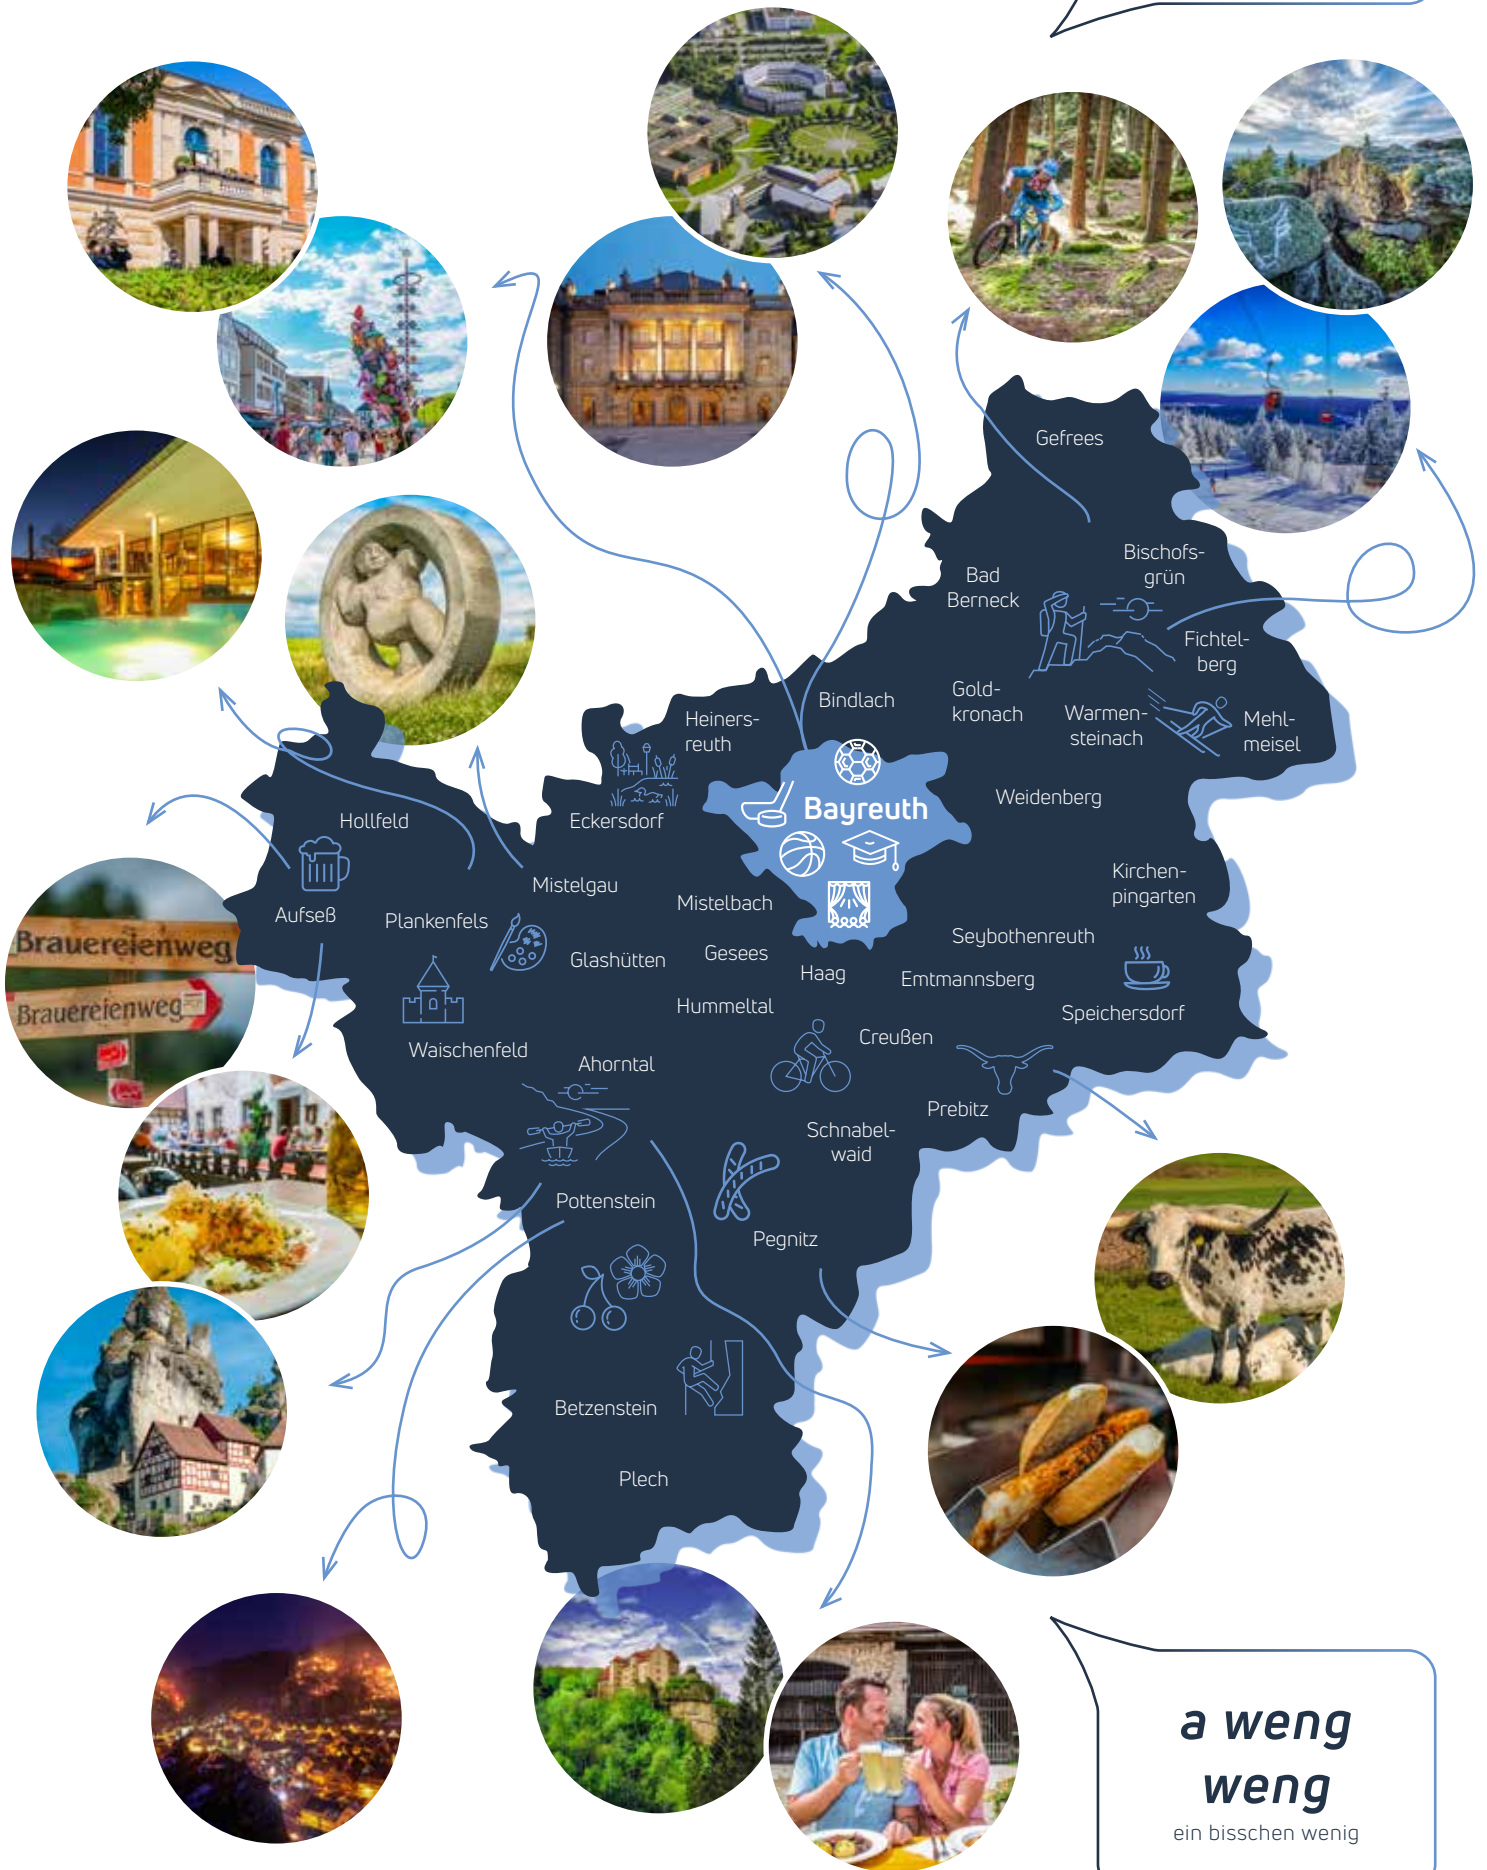 Gefrees
Bischofs-
grün
Bad
Berneck
Fichtel-
berg
Bindlach
Gold-
kronach
Warmen-
steinach
Mehl-
meisel
Heiners-
reuth
Weidenberg
Bayreuth
Hollfeld
Eckersdorf
Kirchen-
pingarten
Mistelgau
Mistelbach
Aufseß
Plankenfels
Seybothenreuth
Glashütten
Gesees
Haag
Emtmannsberg
Brauereienweg
Brauereienweg
Hummeltal
Speichersdorf
Creußen
Waischenfeld
Ahorntal
Prebitz
Schnabel-
waid
Pottenstein
Pegnitz
Betzenstein
Plech
a weng
weng
ein bisschen wenig